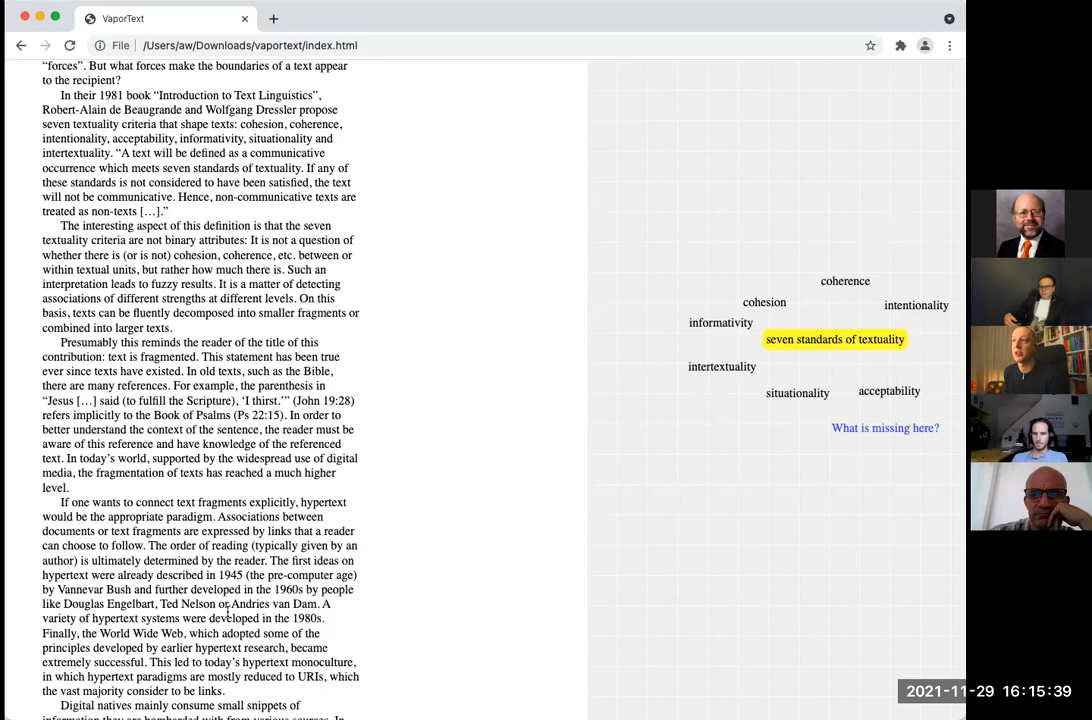 VaporText
File
/Users/aw/Downloads/vaportext/index.html
“forces”. But what forces make the boundaries of a text appear
to the recipient?
In their 1981 book “Introduction to Text Linguistics”,
Robert-Alain de Beaugrande and Wolfgang Dressler propose
seven textuality criteria that shape texts: cohesion, coherence,
intentionality, acceptability, informativity, situationality and
intertextuality. “A text will be defined as a communicative
occurrence which meets seven standards of textuality. If any of
these standards is not considered to have been satisfied, the text
will not be communicative. Hence, non-communicative texts are
treated as non-texts […].”
The interesting aspect of this definition is that the seven
textuality criteria are not binary attributes: It is not a question of
whether there is (or is not) cohesion, coherence, etc. between or
within textual units, but rather how much there is. Such an
interpretation leads to fuzzy results. It is a matter of detecting
associations of different strengths at different levels. On this
basis, texts can be fluently decomposed into smaller fragments or
combined into larger texts.
Presumably this reminds the reader of the title of this
contribution: text is fragmented. This statement has been true
ever since texts have existed. In old texts, such as the Bible,
there are many references. For example, the parenthesis in
“Jesus […] said (to fulfill the Scripture), ‘I thirst.’” (John 19:28)
refers implicitly to the Book of Psalms (Ps 22:15). In order to
better understand the context of the sentence, the reader must be
aware of this reference and have knowledge of the referenced
text. In today’s world, supported by the widespread use of digital
media, the fragmentation of texts has reached a much higher
level.
If one wants to connect text fragments explicitly, hypertext
would be the appropriate paradigm. Associations between
documents or text fragments are expressed by links that a reader
can choose to follow. The order of reading (typically given by an
author) is ultimately determined by the reader. The first ideas on
hypertext were already described in 1945 (the pre-computer age)
by Vannevar Bush and further developed in the 1960s by people
like Douglas Engelbart, Ted Nelson or Andries van Dam. A
variety of hypertext systems were developed in the 1980s.
Finally, the World Wide Web, which adopted some of the
principles developed by earlier hypertext research, became
extremely successful. This led to today’s hypertext monoculture,
in which hypertext paradigms are mostly reduced to URIs, which
the vast majority consider to be links.
Digital natives mainly consume small snippets of
information they are bombarded with from various sources. In
coherence
cohesion
intentionality
informativity
seven standards of textuality
intertextuality
situationality
acceptability
What is missing here?
2021-11-29 16:15:39